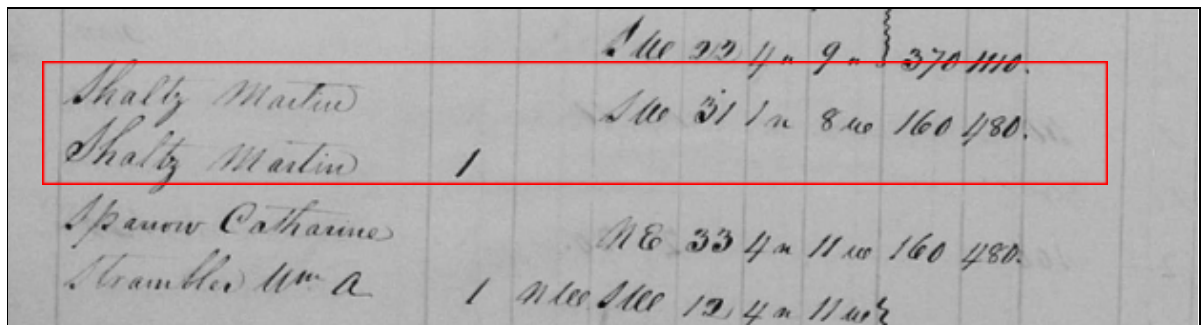 S W 22 4 n 9 " 370 1110.
Shaltz Martin S W 31 1 n 8 w 160 480.
Shaltz Martin 1
Sparrow Catharine N E 33 4 n 11 w 160 480.
Strambler Wm A 1 N W S W 12 4 n 11 w